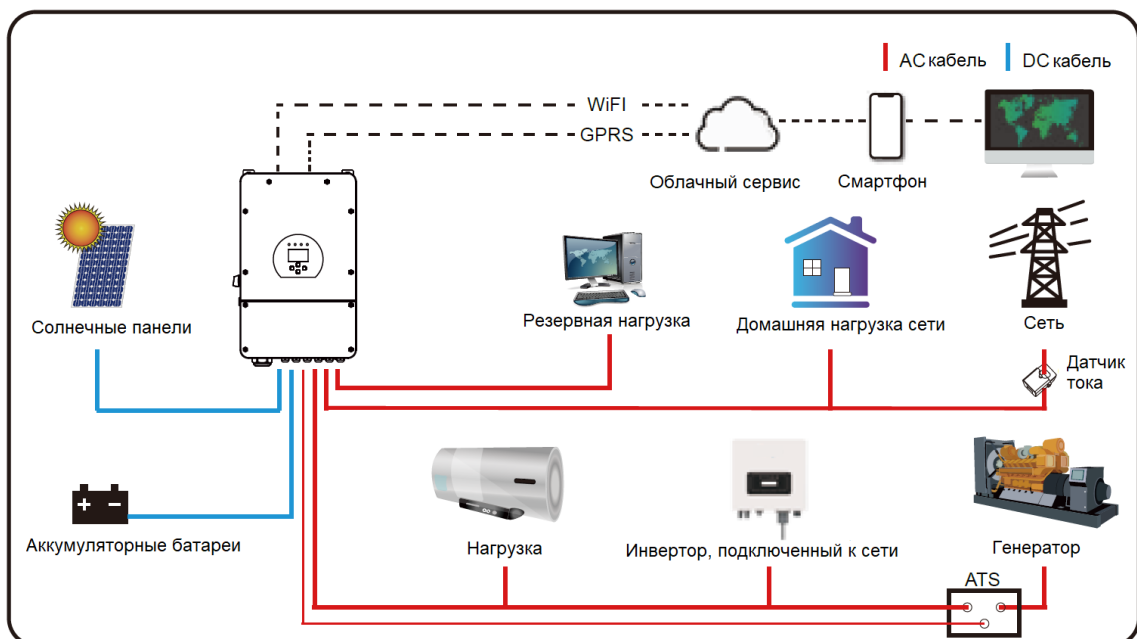 AC кабель
DC кабель
WiFI
GPRS
Облачный сервис
Смартфон
Солнечные панели
Резервная нагрузка
Домашняя нагрузка сети
Сеть
Датчик
тока
Аккумуляторные батареи
Нагрузка
Инвертор, подключенный к сети
Генератор
ATS